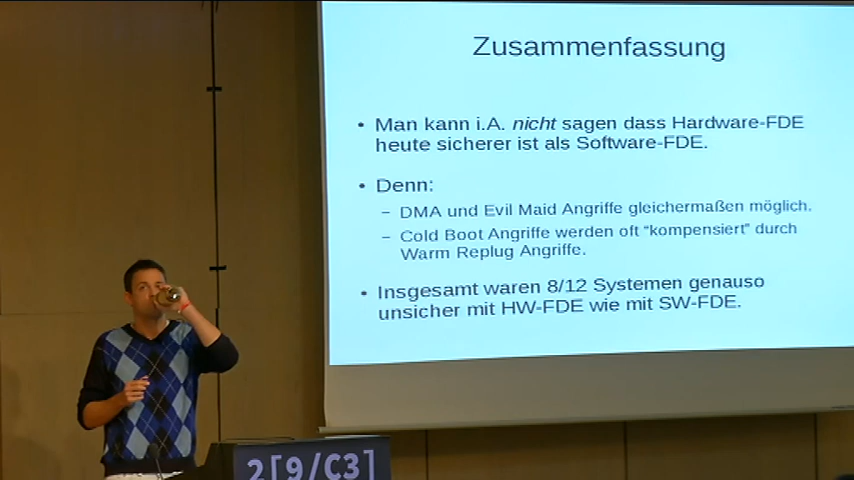 Zusammenfassung
• Man kann i.A. nicht sagen dass Hardware-FDE
heute sicherer ist als Software-FDE.
• Denn:
– DMA und Evil Maid Angriffe gleichermaßen möglich.
– Cold Boot Angriffe werden oft “kompensiert” durch
Warm Replug Angriffe.
• Insgesamt waren 8/12 Systemen genauso
unsicher mit HW-FDE wie mit SW-FDE.
2[9/C3]